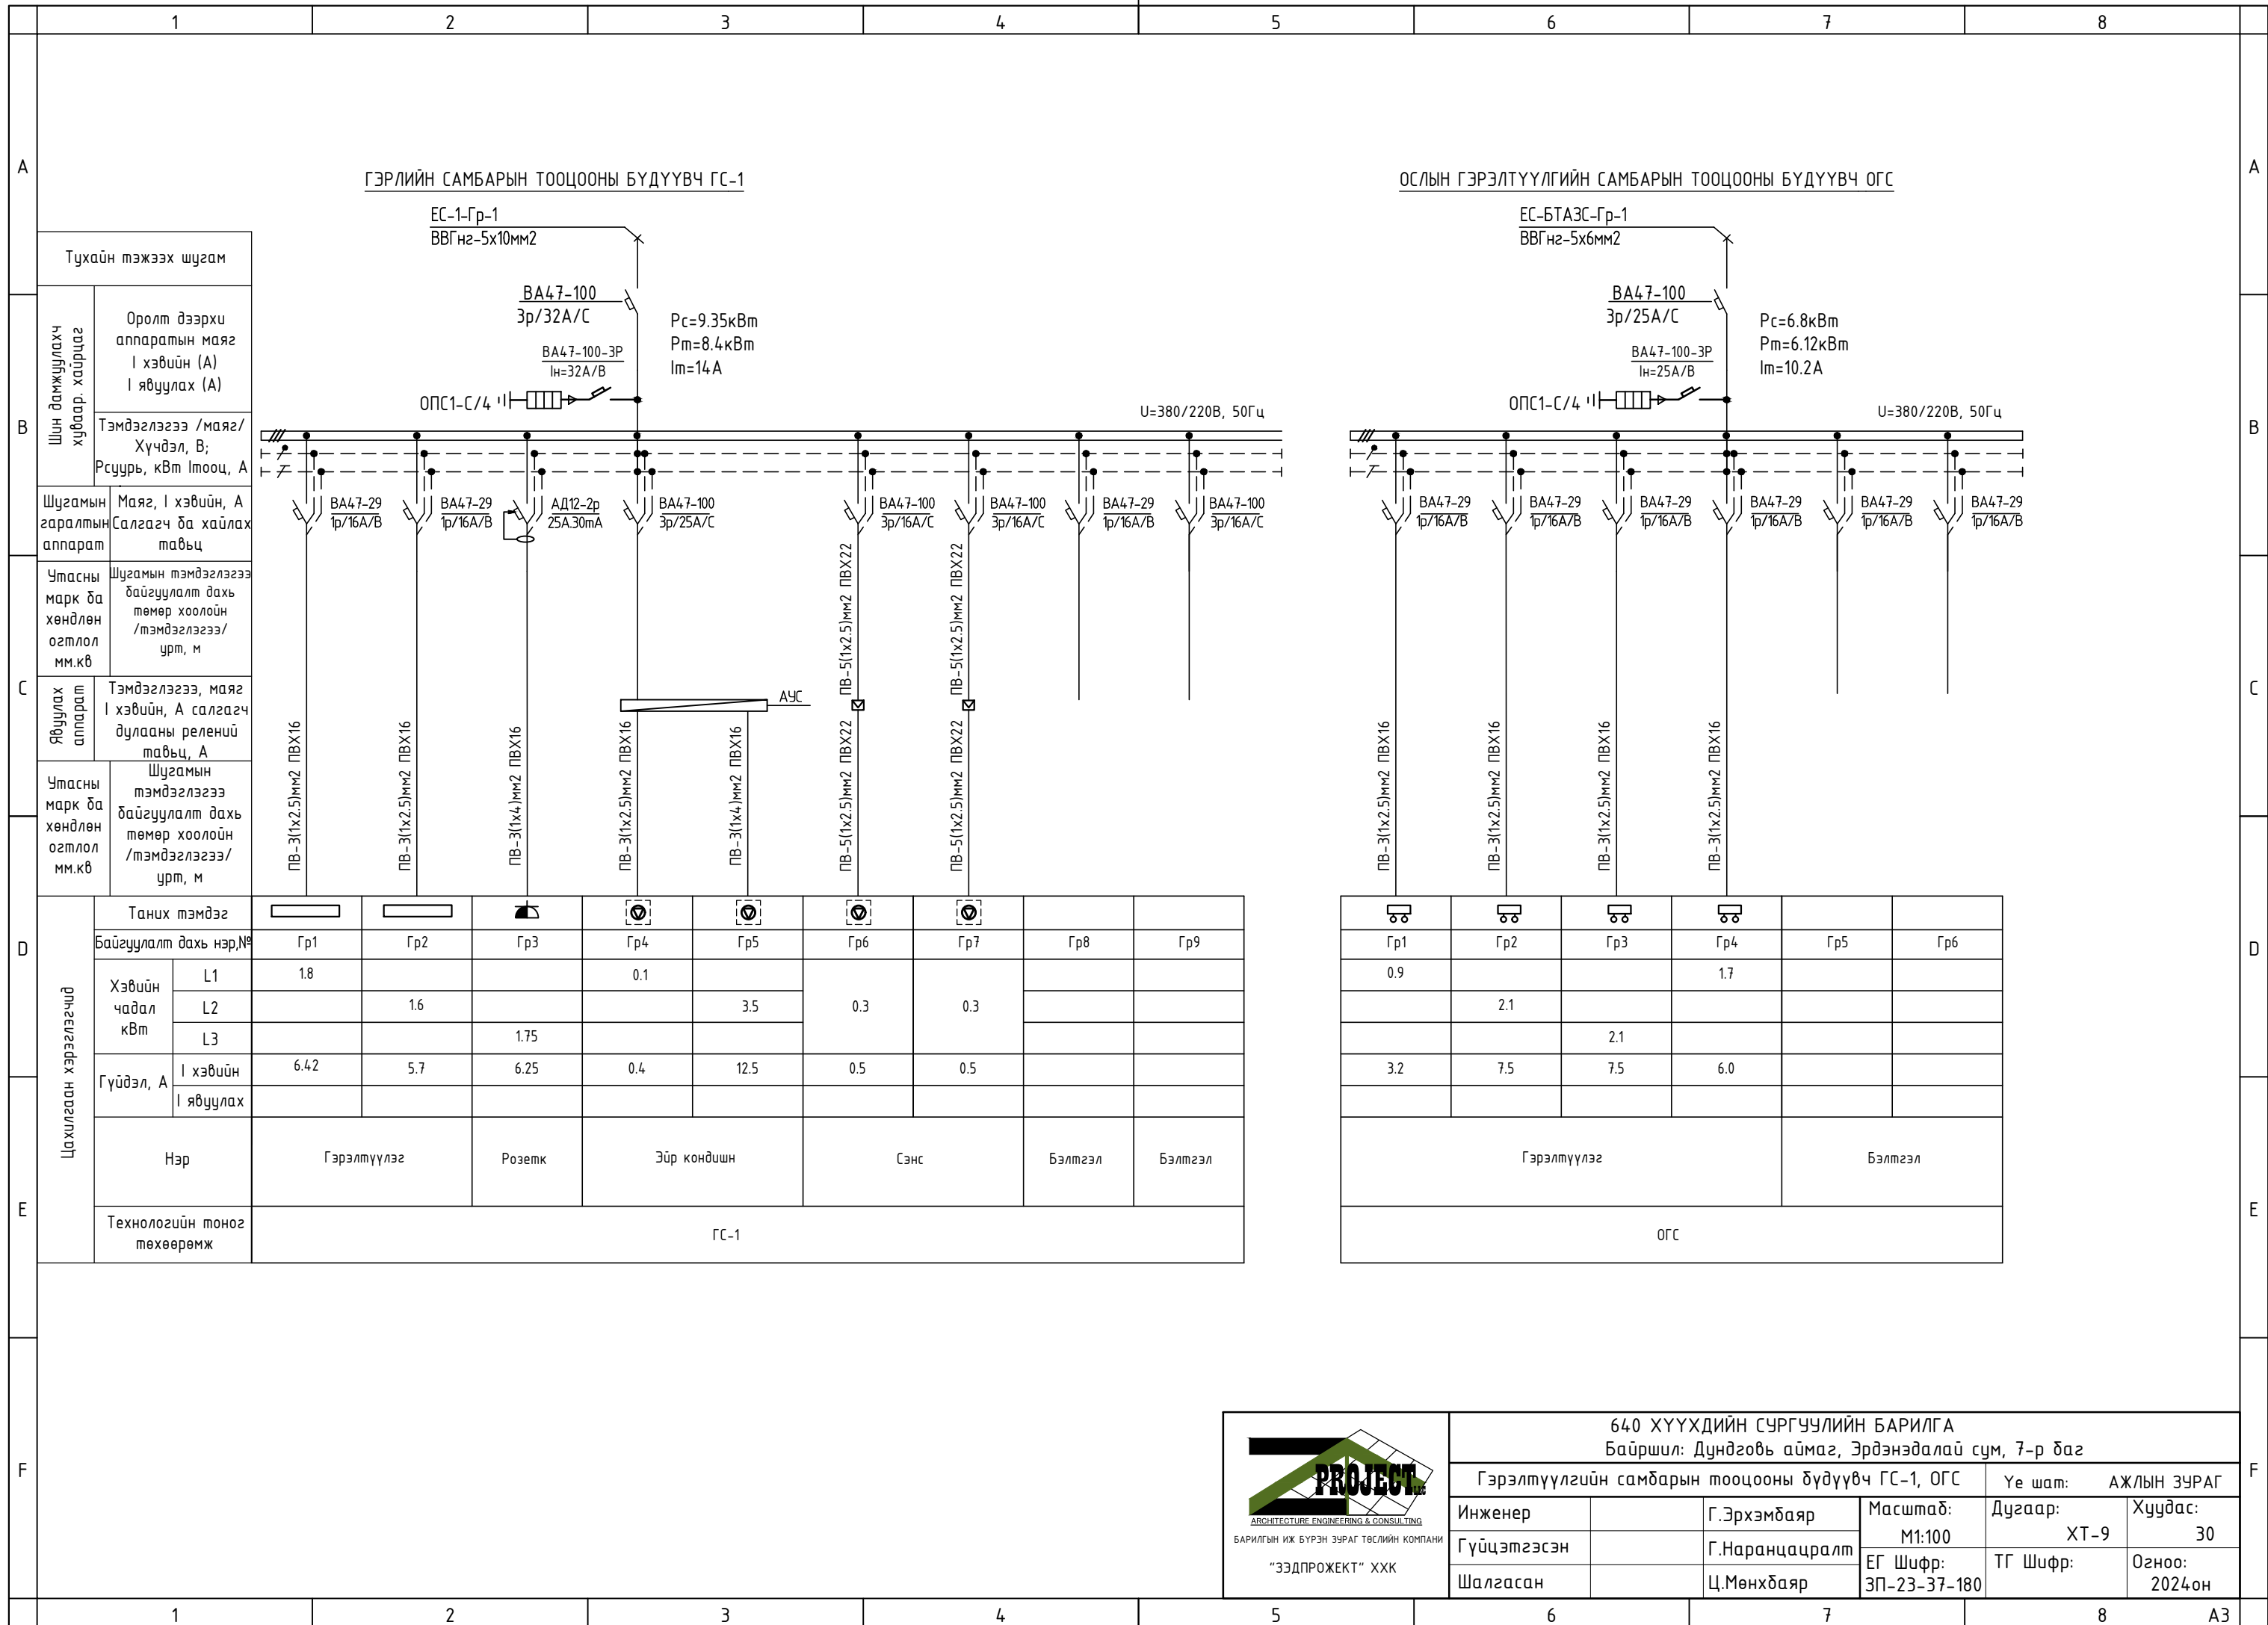 1 2 3 4 5 6 7 8
A A
B B
C C
D D
E E
F F
ГЭРЛИЙН САМБАРЫН ТООЦООНЫ БҮДҮҮВЧ ГС-1
ЕС-1-Гр-1
ВВГнг-5х10мм2
ВА47-100
3р/32А/С
Рс=9.35кВт
Рт=8.4кВт
Iт=14А
ВА47-100-3Р
Iн=32А/В
ОПС1-С/4
U=380/220В, 50Гц
ОСЛЫН ГЭРЭЛТҮҮЛГИЙН САМБАРЫН ТООЦООНЫ БҮДҮҮВЧ ОГС
ЕС-БТАЗС-Гр-1
ВВГнг-5х6мм2
ВА47-100
3р/25А/С
Рс=6.8кВт
Рт=6.12кВт
Iт=10.2А
ВА47-100-3Р
Iн=25А/В
ОПС1-С/4
U=380/220В, 50Гц
Тухайн тэжээх шугам
Шин дамжуулагч
хуваар. хайрцаг
Оролт дээрхи
аппаратын маяг
I хэвийн (А)
I явуулах (А)
Тэмдэглэгээ /маяг/
Хүчдэл, В;
Рсуурь, кВт Iтооц, А
Шугамын
гаралтын
аппарат
Маяг, I хэвийн, А
Салгагч ба хайлах
тавьц
Утасны
марк ба
хөндлөн
огтлол
мм.кв
Шугамын тэмдэглэгээ
байгуулалт дахь
төмөр хоолойн
/тэмдэглэгээ/
урт, м
Явуулах
аппарат
Тэмдэглэгээ, маяг
I хэвийн, А салгагч
дулааны релений
тавьц, А
Утасны
марк ба
хөндлөн
огтлол
мм.кв
Шугамын
тэмдэглэгээ
байгуулалт дахь
төмөр хоолойн
/тэмдэглэгээ/
урт, м
ВА47-29
1р/16А/В
ВА47-29
1р/16А/В
АД12-2р
25А.30mA
ВА47-100
3р/25А/С
ВА47-100
3р/16А/С
ВА47-100
3р/16А/С
ВА47-29
1р/16А/В
ВА47-100
3р/16А/С
ВА47-29
1р/16А/В
ВА47-29
1р/16А/В
ВА47-29
1р/16А/В
ВА47-29
1р/16А/В
ВА47-29
1р/16А/В
ВА47-29
1р/16А/В
ПВ-5(1х2.5)мм2 ПВХ22
ПВ-5(1х2.5)мм2 ПВХ22
АУС
ПВ-3(1х2.5)мм2 ПВХ16
ПВ-3(1х2.5)мм2 ПВХ16
ПВ-3(1х4)мм2 ПВХ16
ПВ-3(1х2.5)мм2 ПВХ16
ПВ-3(1х4)мм2 ПВХ16
ПВ-5(1х2.5)мм2 ПВХ22
ПВ-5(1х2.5)мм2 ПВХ22
ПВ-3(1х2.5)мм2 ПВХ16
ПВ-3(1х2.5)мм2 ПВХ16
ПВ-3(1х2.5)мм2 ПВХ16
ПВ-3(1х2.5)мм2 ПВХ16
Цахилгаан хэрэглэгчид
Таних тэмдэг
Байгуулалт дахь нэр,№ Гр1 Гр2 Гр3 Гр4 Гр5 Гр6 Гр7 Гр8 Гр9 Гр1 Гр2 Гр3 Гр4 Гр5 Гр6
Хэвийн
чадал
кВт
L1 1.8 0.1 0.9 1.7
L2 1.6 3.5 0.3 0.3 2.1
L3 1.75 2.1
Гүйдэл, А
I хэвийн 6.42 5.7 6.25 0.4 12.5 0.5 0.5 3.2 7.5 7.5 6.0
I явуулах
Нэр Гэрэлтүүлэг Розетк Эйр кондишн Сэнс Бэлтгэл Бэлтгэл Гэрэлтүүлэг Бэлтгэл
Технологийн тоног
төхөөрөмж
ГС-1 ОГС
PROJECT LLC
ARCHITECTURE ENGINEERING & CONSULTING
БАРИЛГЫН ИЖ БҮРЭН ЗУРАГ ТӨСЛИЙН КОМПАНИ
"ЗЭДПРОЖЕКТ" ХХК
640 ХҮҮХДИЙН СУРГУУЛИЙН БАРИЛГА
Байршил: Дундговь аймаг, Эрдэнэдалай сум, 7-р баг
Гэрэлтүүлгийн самбарын тооцооны бүдүүвч ГС-1, ОГС
Үе шат: АЖЛЫН ЗУРАГ
Инженер Г.Эрхэмбаяр
Гүйцэтгэсэн Г.Наранцацралт
Шалгасан Ц.Мөнхбаяр
Масштаб:
М1:100
Дугаар:
ХТ-9
Хуудас:
30
ЕГ Шифр:
ЗП-23-37-180
ТГ Шифр:
Огноо:
2024он
1 2 3 4 5 6 7 8 А3